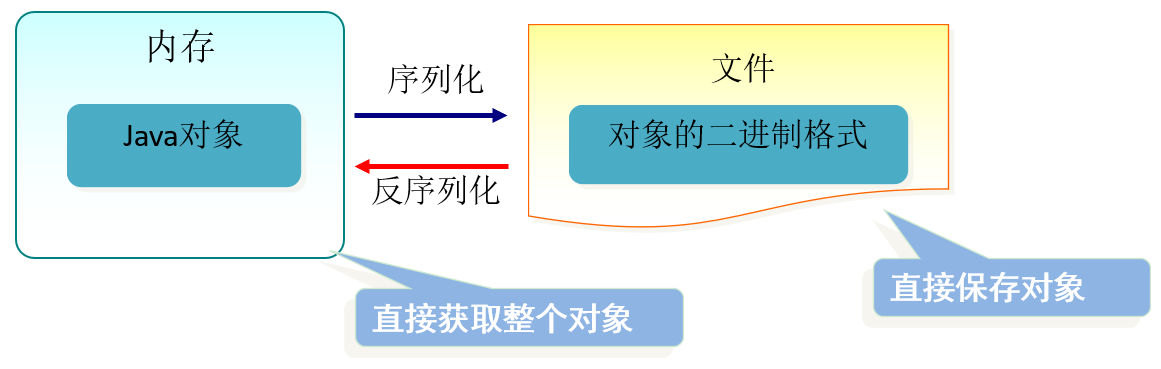 内存
Java对象
序列化
反序列化
文件
对象的二进制格式
直接获取整个对象
直接保存对象